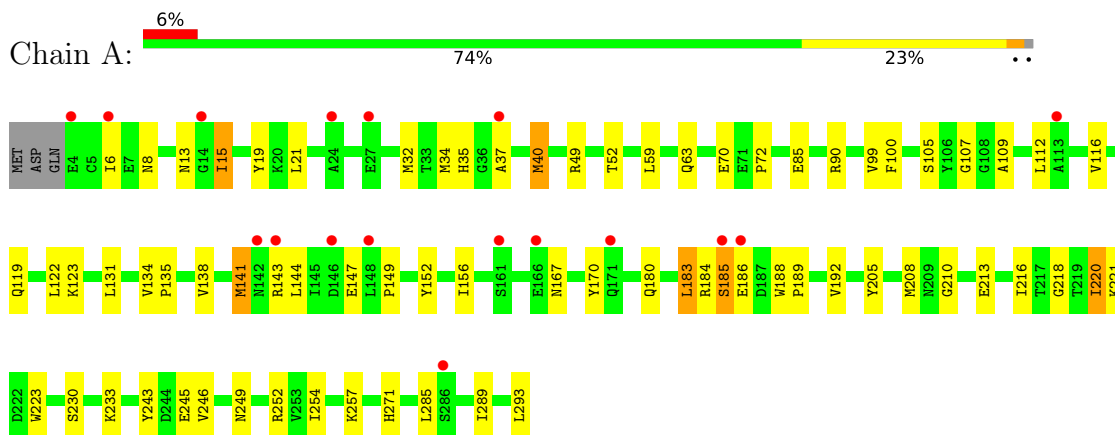 6%
Chain A:
74% 23% ..
MET ASP GLN E4 C5 I6 E7 N8 N13 G14 I15 Y19 K20 L21 A24 E27 M32 T33 M34 H35 G36 A37 M40 R49 T52 L59 Q63 E70 E71 P72 E85 R90 V99 F100 S105 Y106 G107 G108 A109 L112 A113 V116
Q119 L122 K123 L131 V134 P135 V138 M141 N142 R143 L144 I145 D146 E147 L148 P149 Y152 I156 S161 E166 N167 Y170 Q171 Q180 L183 R184 S185 E186 D187 W188 P189 V192 Y205 M208 N209 G210 E213 I216 T217 G218 T219 I220 K221
D222 W223 S230 K233 Y243 D244 E245 V246 N249 R252 V253 I254 K257 H271 L285 S286 I289 L293